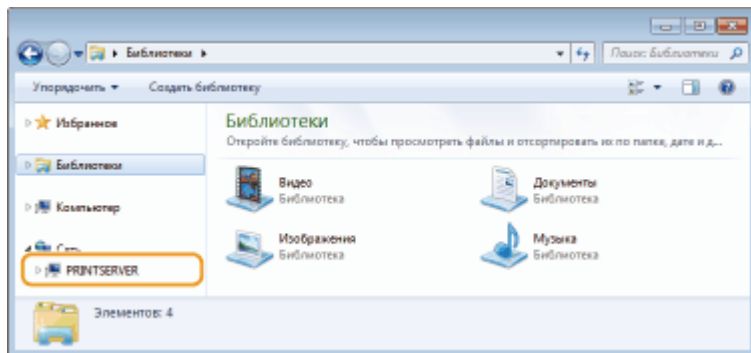 Библиотеки
Поиск: Библиотеки
Упорядочить
Создать библиотеку
Избранное
Библиотеки
Компьютер
Сеть
PRINTSERVER
Библиотеки
Откройте библиотеку, чтобы просмотреть файлы и отсортировать их по папке, дате и д...
Видео
Библиотека
Документы
Библиотека
Изображения
Библиотека
Музыка
Библиотека
Элементов: 4